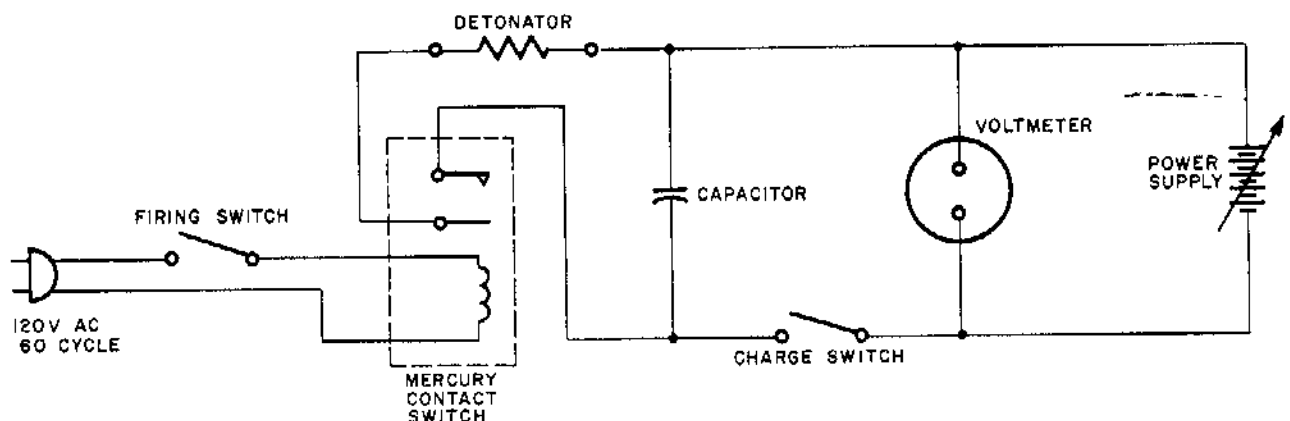 DETONATOR
VOLTMETER
POWER
SUPPLY
CAPACITOR
FIRING SWITCH
120V AC
60 CYCLE
CHARGE SWITCH
MERCURY
CONTACT
SWITCH